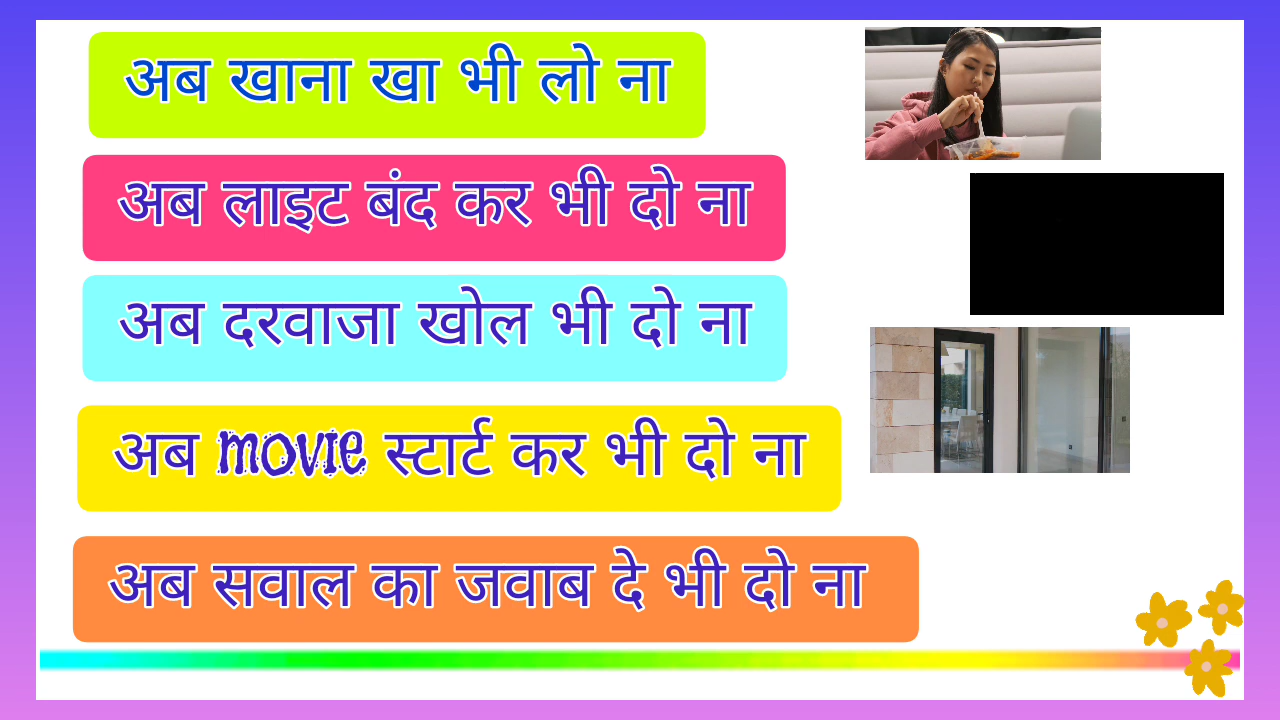 अब खाना खा भी लो ना
अब लाइट बंद कर भी दो ना
अब दरवाजा खोल भी दो ना
अब movie स्टार्ट कर भी दो ना
अब सवाल का जवाब दे भी दो ना